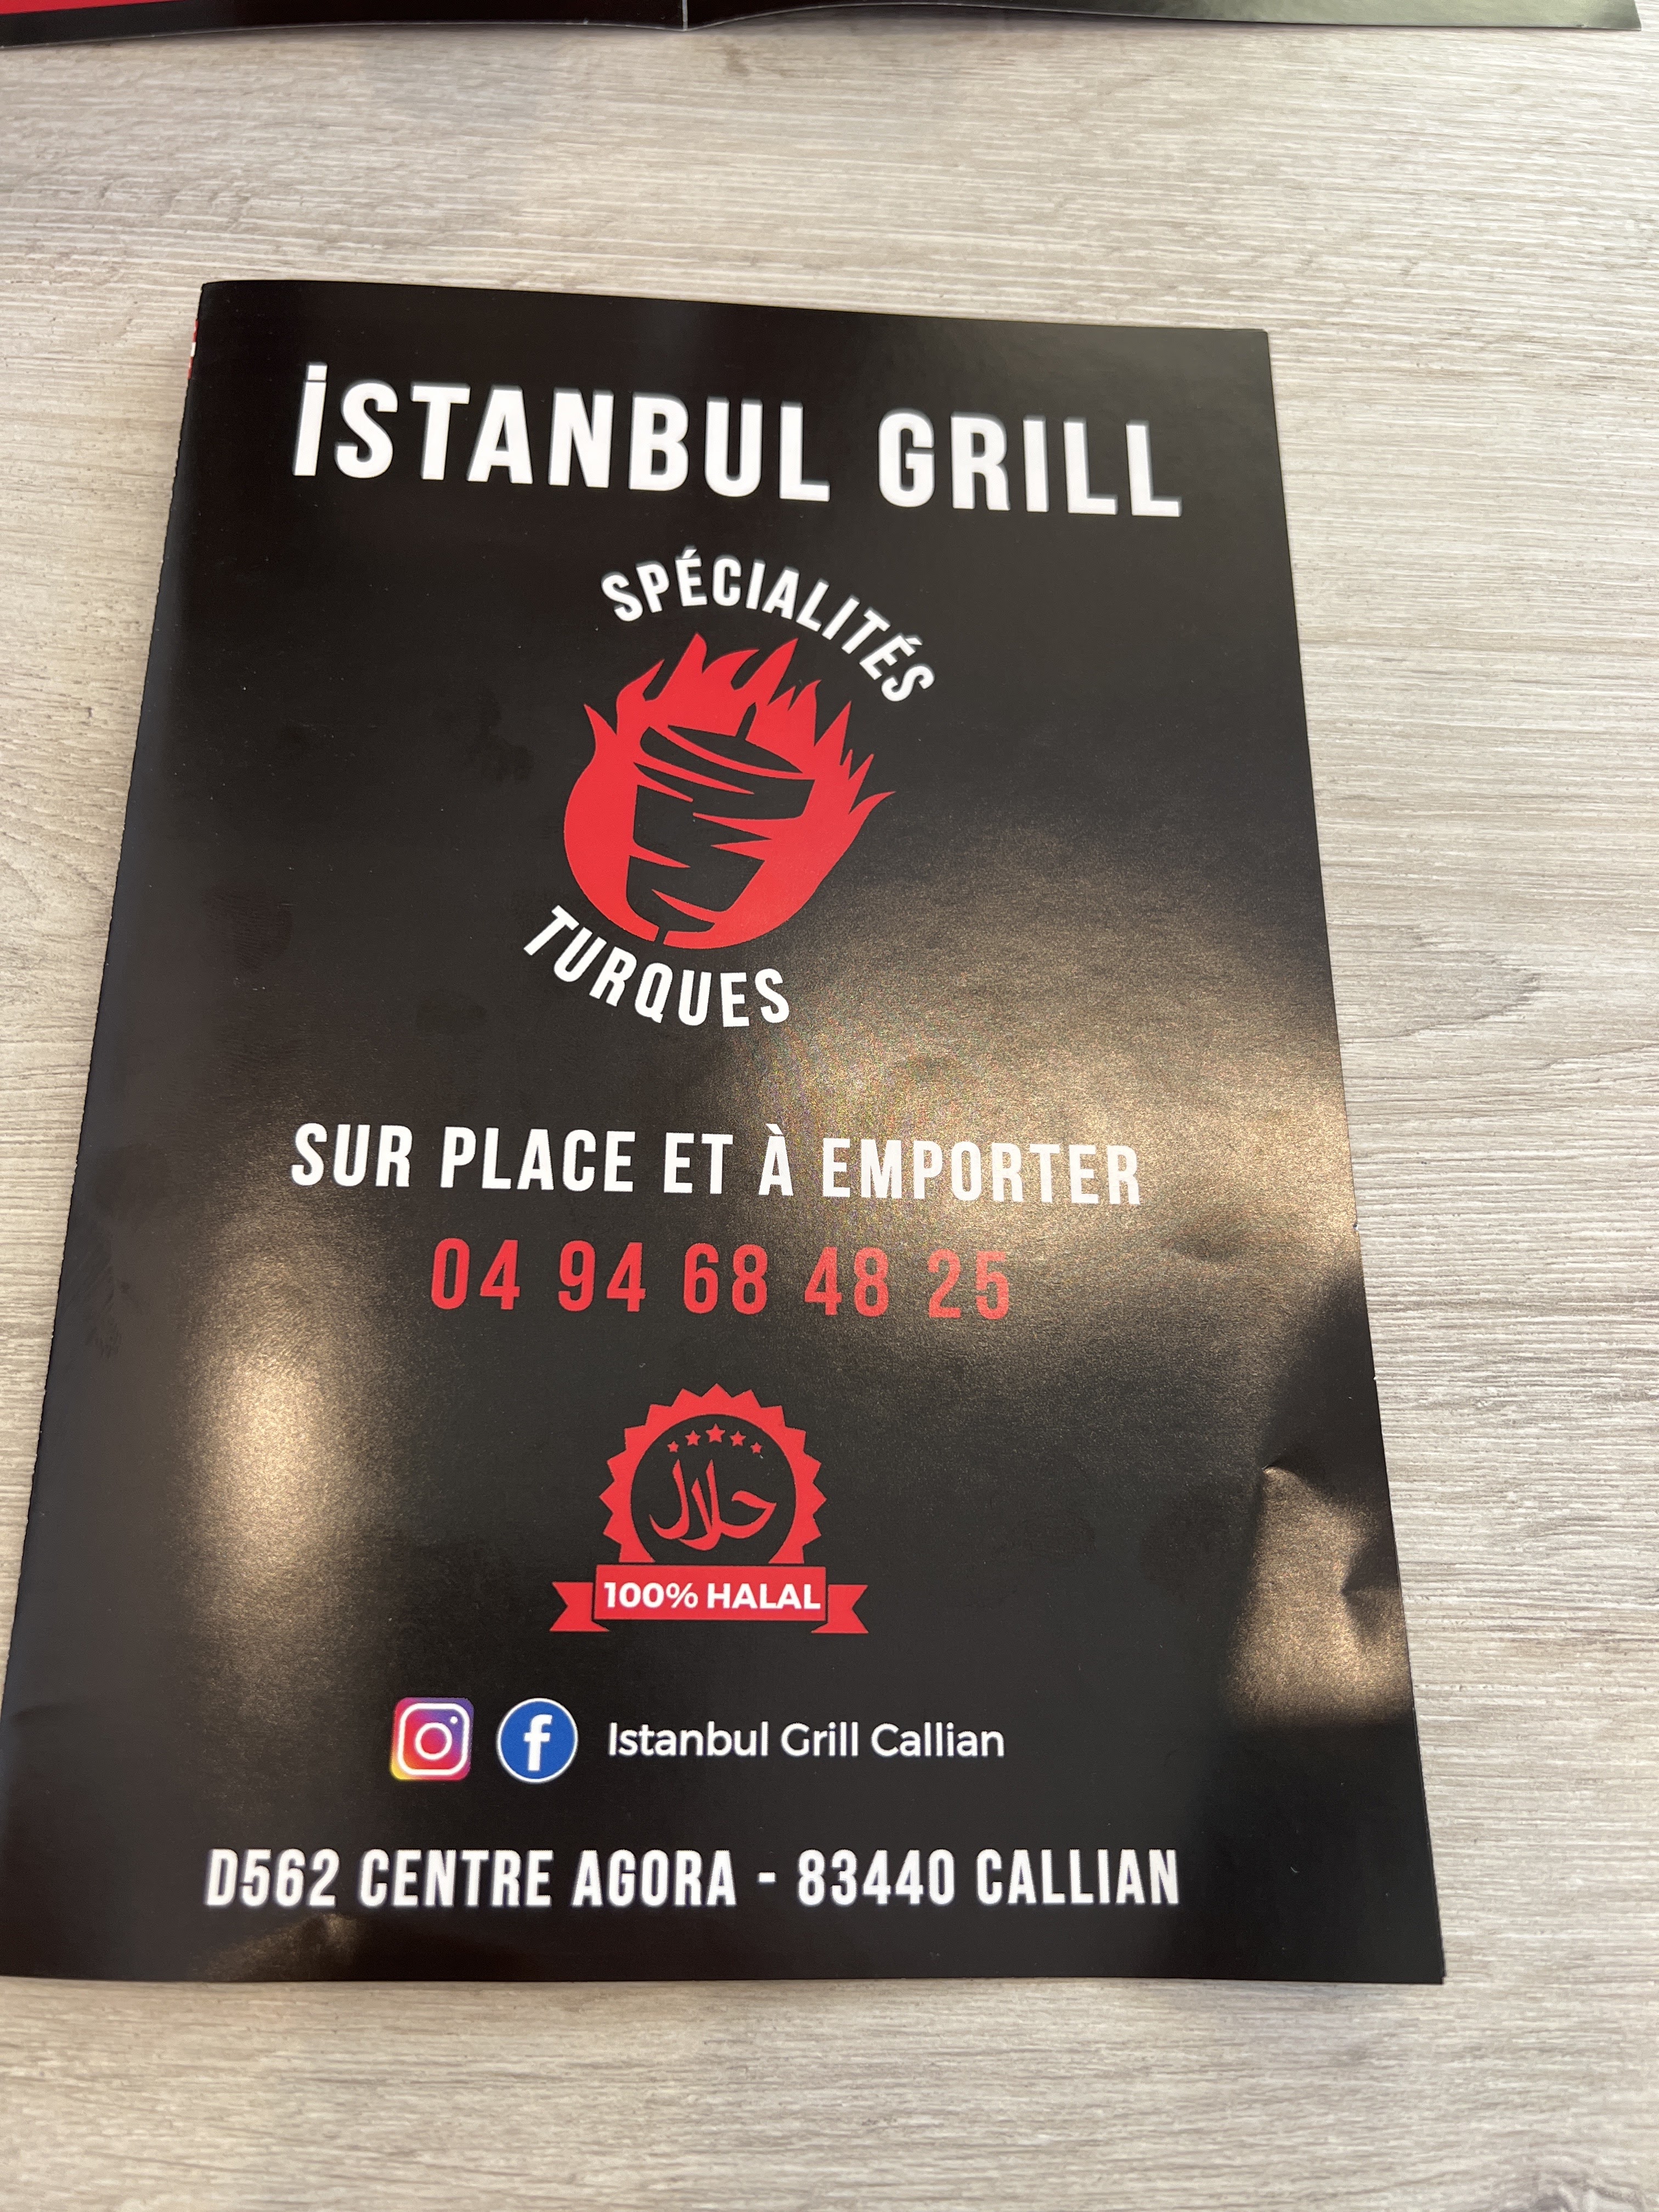 İSTANBUL GRILL
SPÉCIALITÉS
TURQUES
SUR PLACE ET À EMPORTER
04 94 68 48 25
حلال
100% HALAL
Istanbul Grill Callian
D562 CENTRE AGORA - 83440 CALLIAN